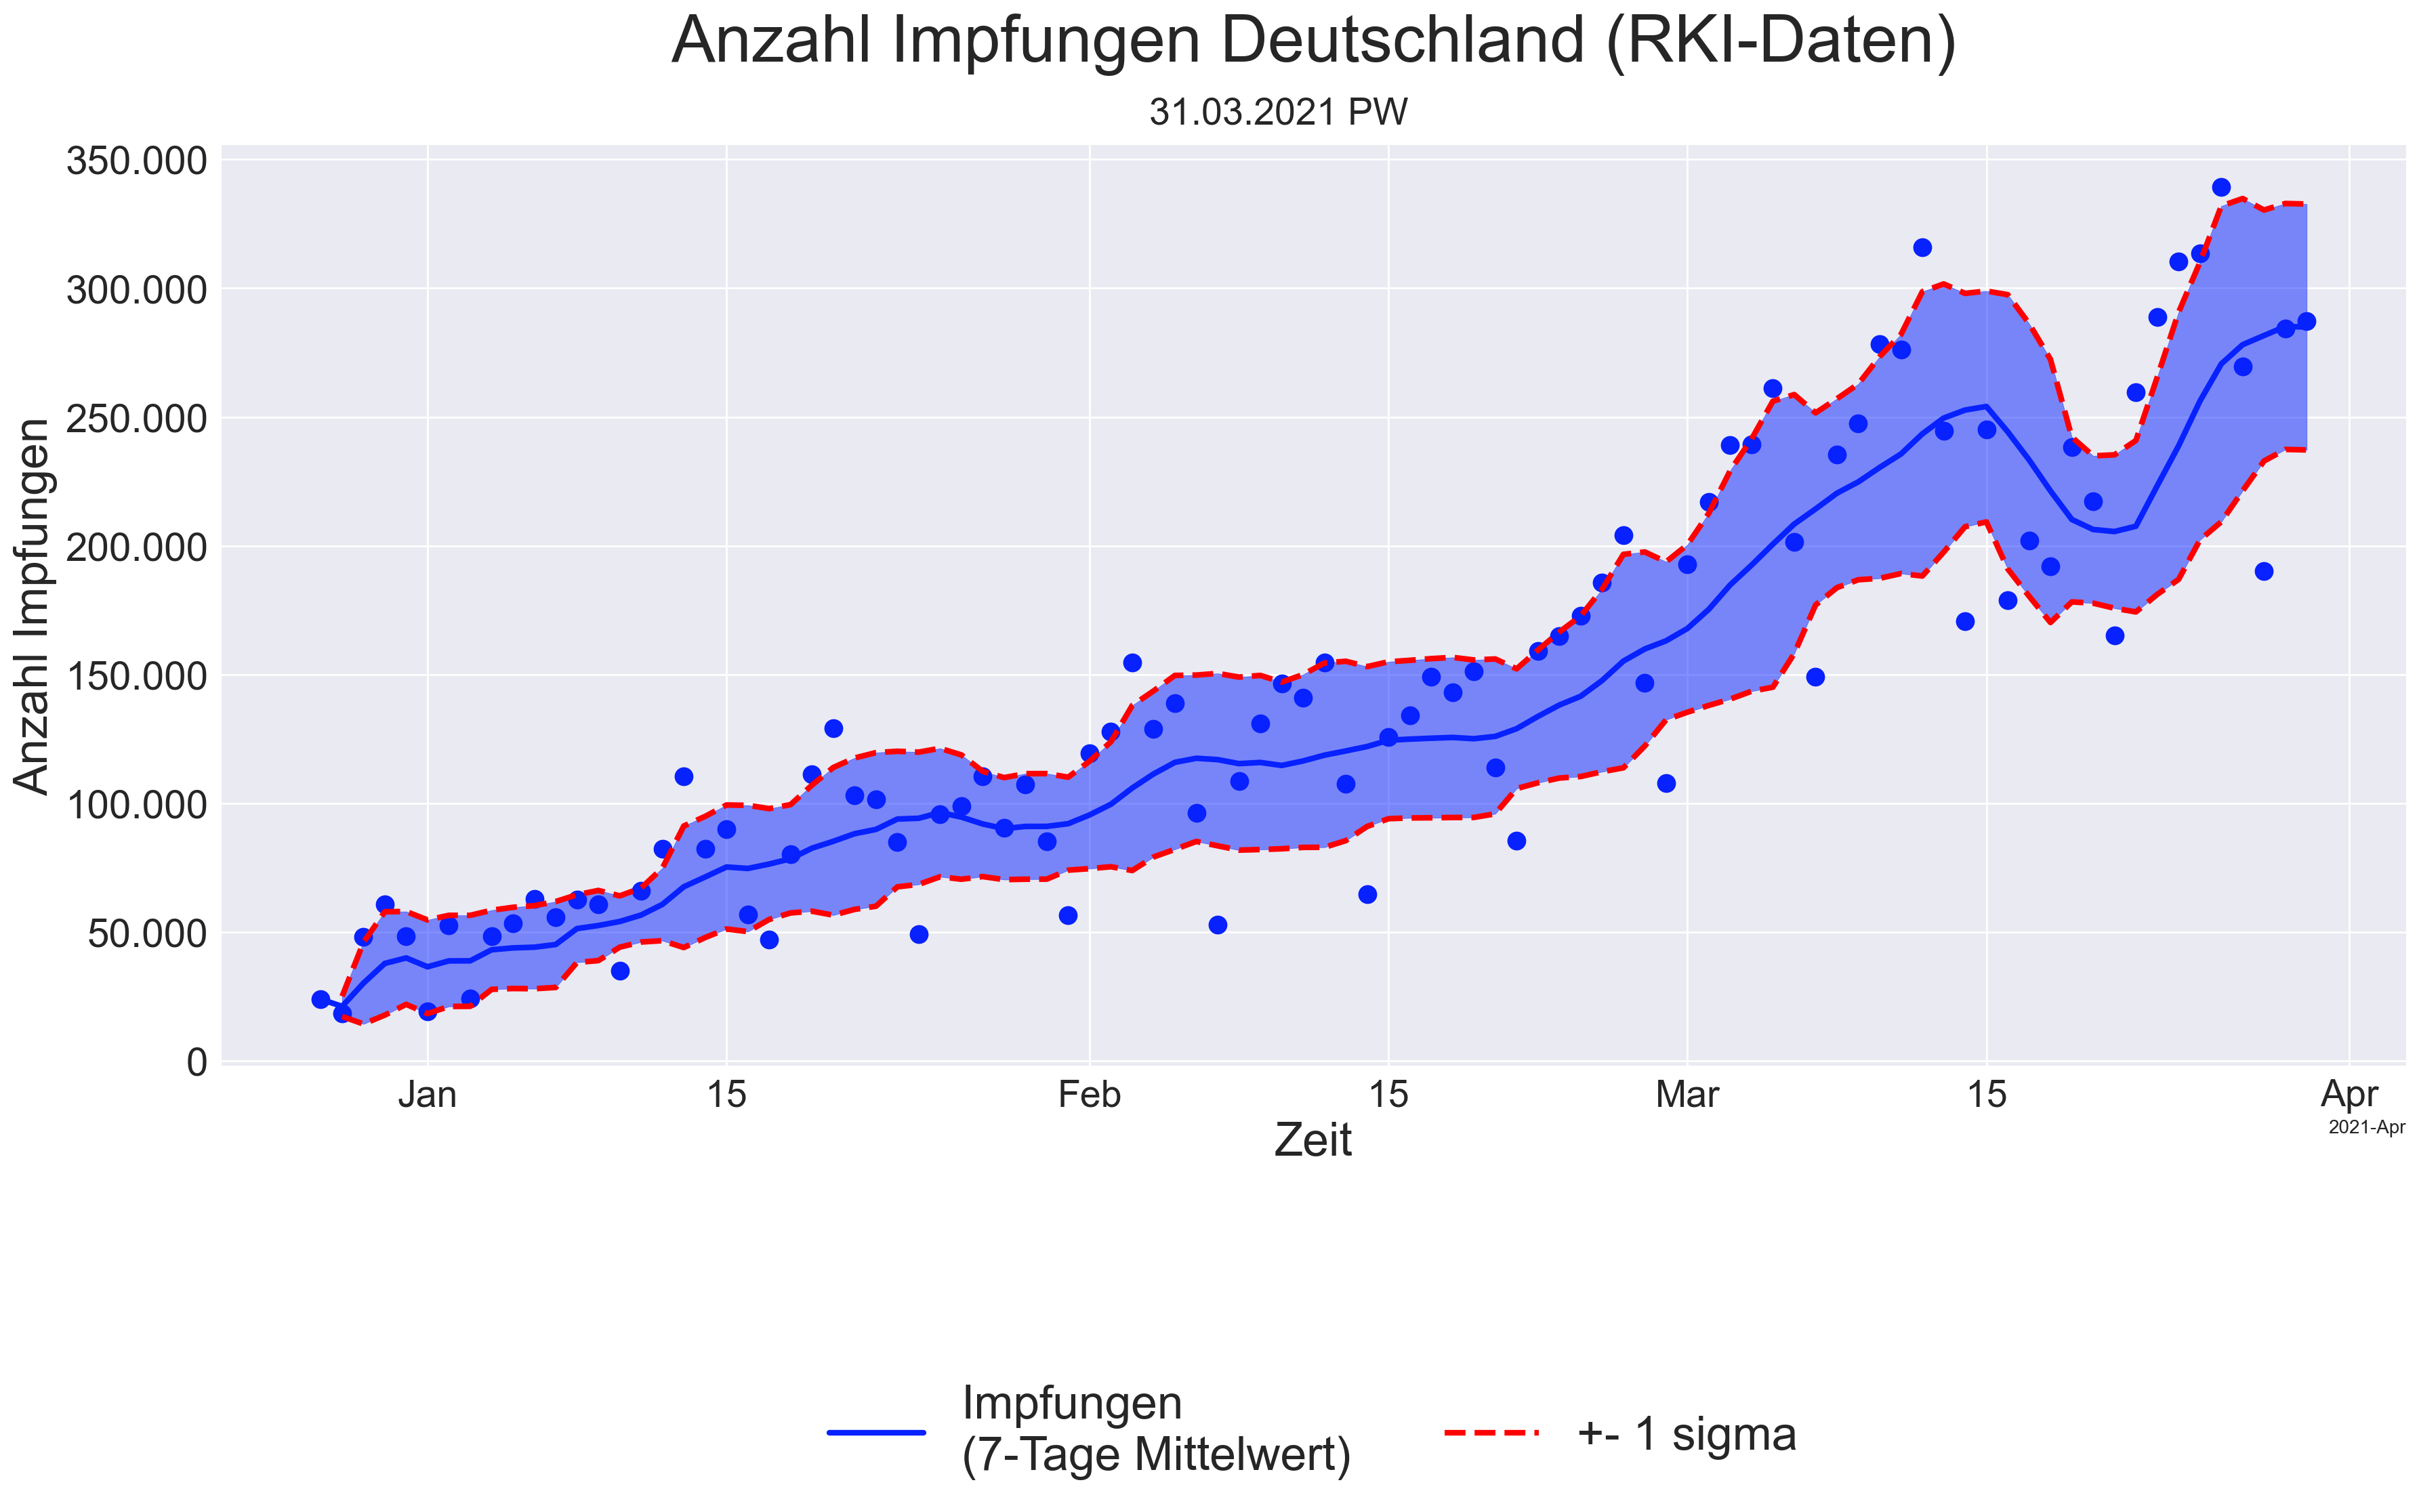 Anzahl Impfungen Deutschland (RKI-Daten)
31.03.2021 PW
Anzahl Impfungen
350.000
300.000
250.000
200.000
150.000
100.000
50.000
0
Jan 15 Feb 15 Mar 15 Apr
2021-Apr
Zeit
Impfungen
(7-Tage Mittelwert)
+- 1 sigma